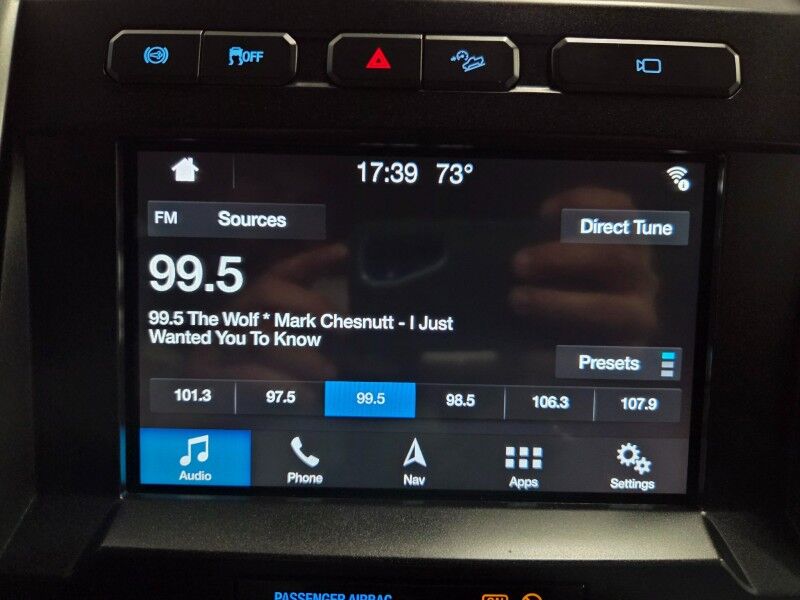 OFF
17:39 73°
FM Sources
Direct Tune
99.5
99.5 The Wolf * Mark Chesnutt - I Just
Wanted You To Know
Presets
101.3 97.5 99.5 98.5 106.3 107.9
Audio Phone Nav Apps Settings
PASSENGER AIRBAG ON